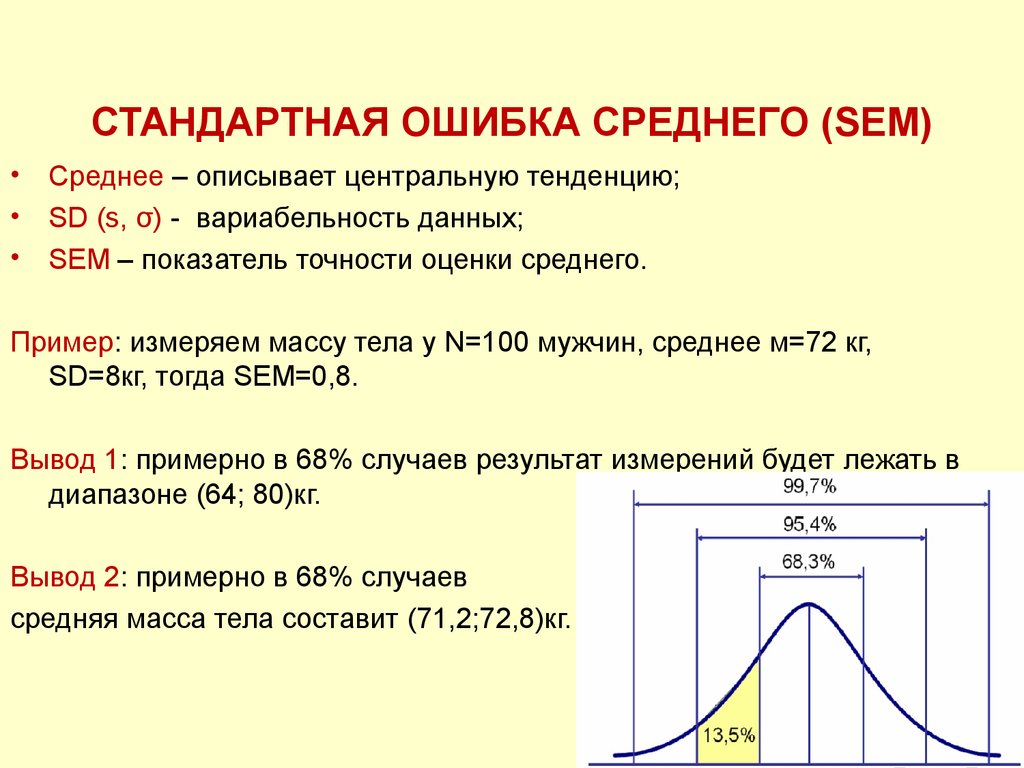 СТАНДАРТНАЯ ОШИБКА СРЕДНЕГО (SEM)
• Среднее – описывает центральную тенденцию;
• SD (s, σ) - вариабельность данных;
• SEM – показатель точности оценки среднего.
Пример: измеряем массу тела у N=100 мужчин, среднее м=72 кг,
SD=8кг, тогда SEM=0,8.
Вывод 1: примерно в 68% случаев результат измерений будет лежать в
диапазоне (64; 80)кг.
Вывод 2: примерно в 68% случаев
средняя масса тела составит (71,2;72,8)кг.
99,7%
95,4%
68,3%
13,5%